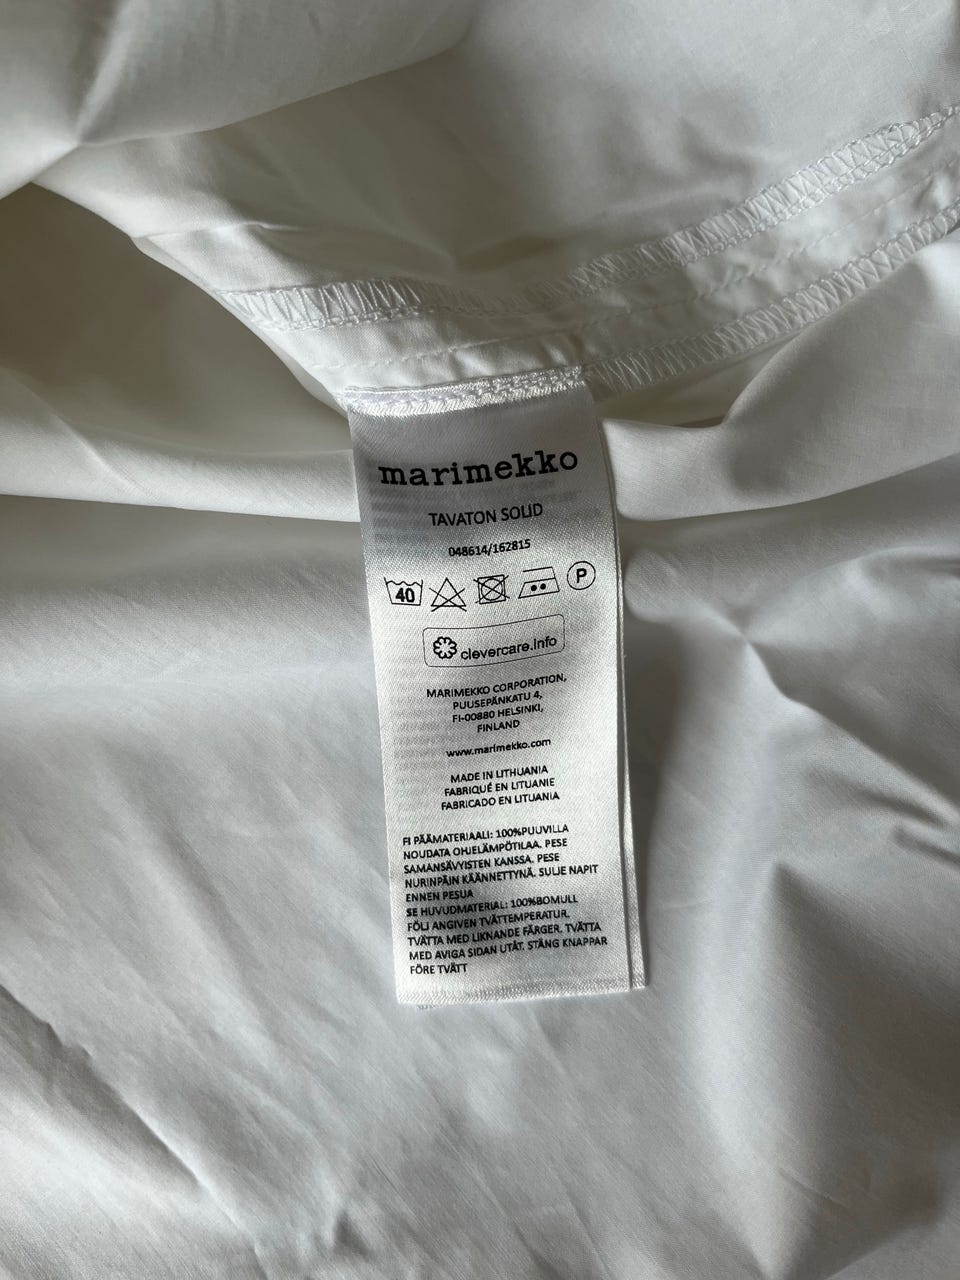 marimekko
TAVATON SOLID
048614/162815
40
P
clevercare.info
MARIMEKKO CORPORATION,
PUUSEPÄNKATU 4,
FI-00880 HELSINKI,
FINLAND
www.marimekko.com
MADE IN LITHUANIA
FABRIQUÉ EN LITUANIE
FABRICADO EN LITUANIA
FI PÄÄMATERIAALI: 100%PUUVILLA
NOUDATA OHJELÄMPÖTILAA. PESE
SAMANSÄVYISTEN KANSSA. PESE
NURINPÄIN KÄÄNNETTYNÄ. SULJE NAPIT
ENNEN PESUA
SE HUVUDMATERIAL: 100%BOMULL
FÖLJ ANGIVEN TVÄTTEMPERATUR.
TVÄTTA MED LIKNANDE FÄRGER. TVÄTTA
MED AVIGA SIDAN UTÅT. STÄNG KNAPPAR
FÖRE TVÄTT